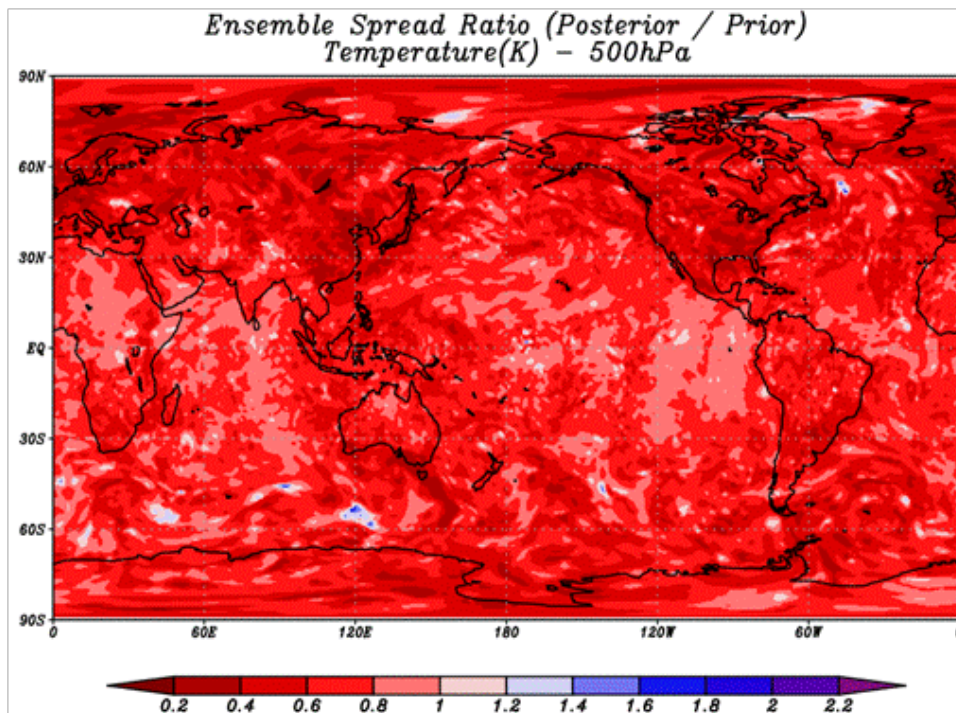 Ensemble Spread Ratio (Posterior / Prior)
Temperature(K) – 500hPa
90N
60N
30N
EQ
30S
60S
90S
0 60E 120E 180 120W 60W
0.2 0.4 0.6 0.8 1 1.2 1.4 1.6 1.8 2 2.2